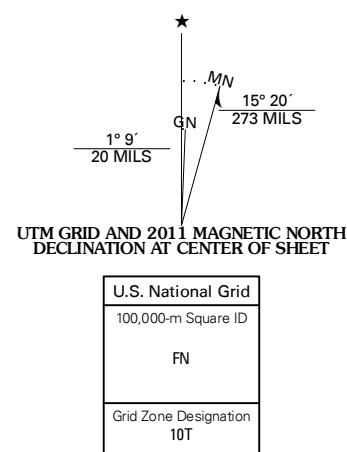 ★
MN
GN
15° 20´
273 MILS
1° 9´
20 MILS
UTM GRID AND 2011 MAGNETIC NORTH
DECLINATION AT CENTER OF SHEET
U.S. National Grid
100,000-m Square ID
FN
Grid Zone Designation
10T